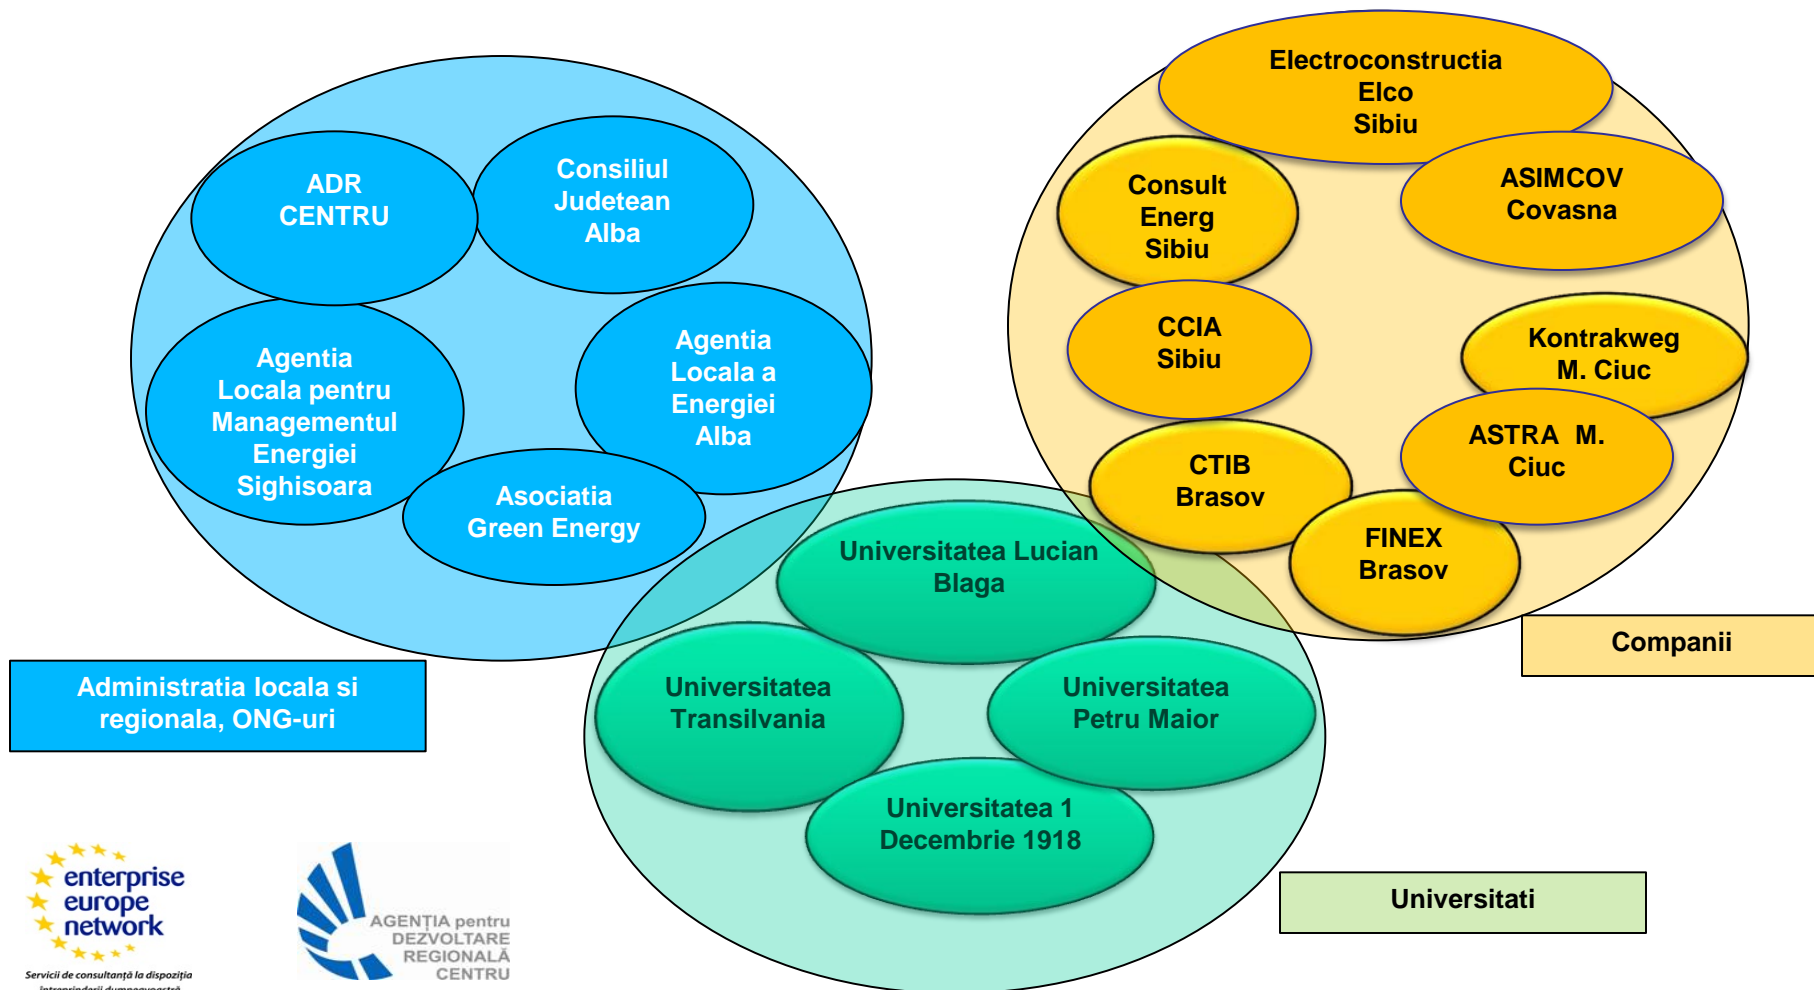 Electroconstructia
Elco
Sibiu
ADR
CENTRU
Consiliul
Judetean
Alba
Consult
Energ
Sibiu
ASIMCOV
Covasna
Agentia
Locala pentru
Managementul
Energiei
Sighisoara
Agentia
Locala a
Energiei
Alba
CCIA
Sibiu
Kontrakweg
M. Ciuc
ASTRA M.
Ciuc
CTIB
Brasov
Asociatia
Green Energy
FINEX
Brasov
Universitatea Lucian
Blaga
Companii
Administratia locala si
regionala, ONG-uri
Universitatea
Transilvania
Universitatea
Petru Maior
Universitatea 1
Decembrie 1918
Universitati
enterprise
europe
network
Servicii de consultanță la dispoziția
întreprinderii dumneavoastră
AGENȚIA pentru
DEZVOLTARE
REGIONALĂ
CENTRU